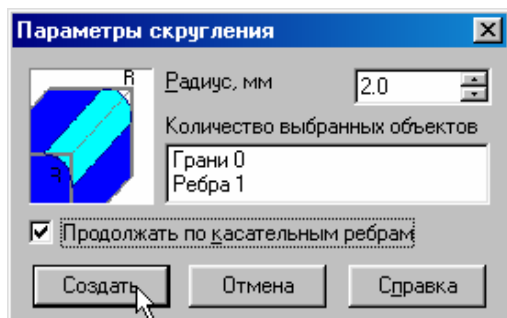 Параметры скругления
R
Радиус, мм
2.0
Количество выбранных объектов
Грани 0
Ребра 1
R
Продолжать по касательным ребрам
Создать
Отмена
Справка